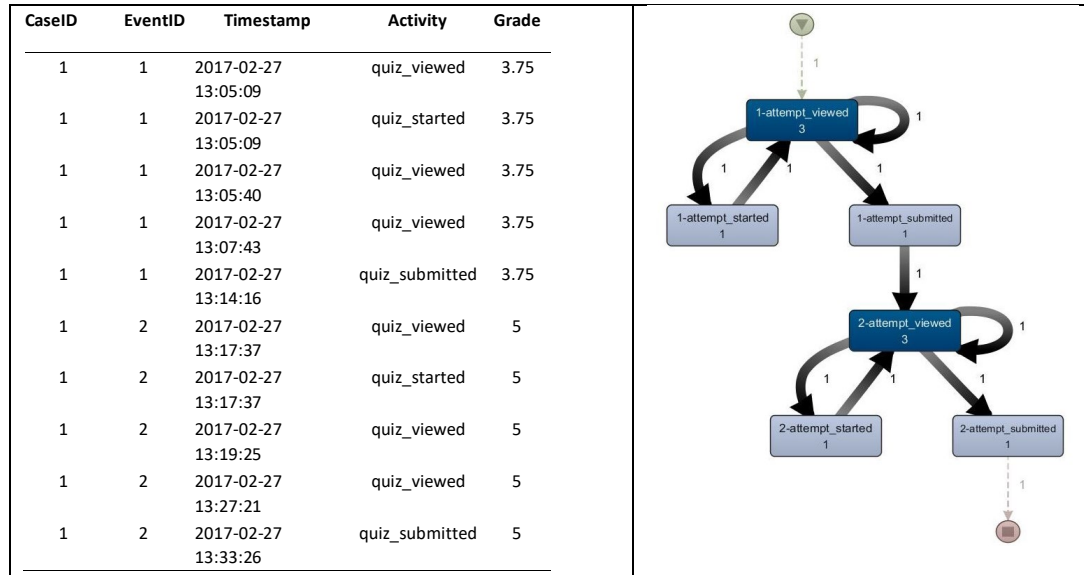 CaseID EventID Timestamp Activity Grade
1 1 2017-02-27 quiz_viewed 3.75
13:05:09
1 1 2017-02-27 quiz_started 3.75
13:05:09
1 1 2017-02-27 quiz_viewed 3.75
13:05:40
1 1 2017-02-27 quiz_viewed 3.75
13:07:43
1 1 2017-02-27 quiz_submitted 3.75
13:14:16
1 2 2017-02-27 quiz_viewed 5
13:17:37
1 2 2017-02-27 quiz_started 5
13:17:37
1 2 2017-02-27 quiz_viewed 5
13:19:25
1 2 2017-02-27 quiz_viewed 5
13:27:21
1 2 2017-02-27 quiz_submitted 5
13:33:26
1
1-attempt_viewed
3
1
1 1 1
1-attempt_started 1-attempt_submitted
1 1
1
2-attempt_viewed
3
1
1 1 1
2-attempt_started 2-attempt_submitted
1 1
1